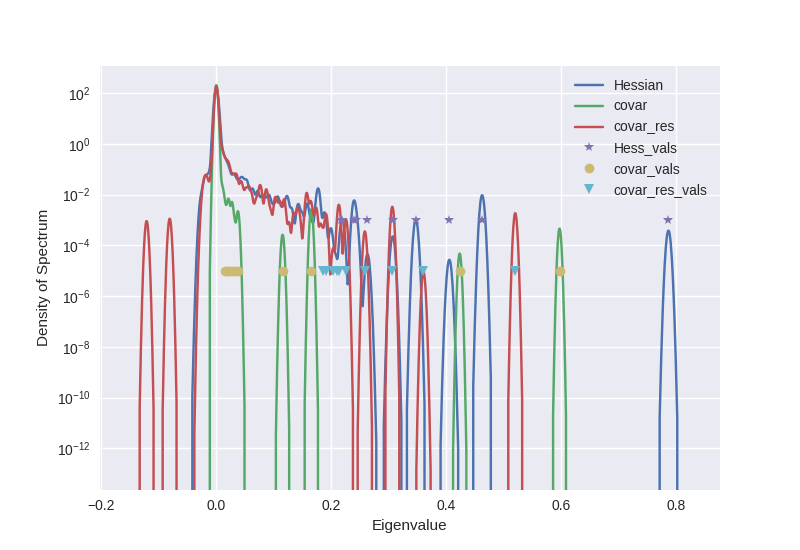 Hessian
covar
covar_res
Hess_vals
covar_vals
covar_res_vals
10^2
10^0
10^−2
10^−4
10^−6
10^−8
10^−10
10^−12
Density of Spectrum
−0.2 0.0 0.2 0.4 0.6 0.8
Eigenvalue